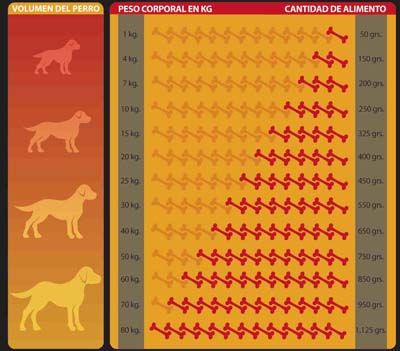 VOLUMEN DEL PERRO
PESO CORPORAL EN KG CANTIDAD DE ALIMENTO
1 kg. 50 grs.
4 kg. 150 grs.
7 kg. 200 grs.
10 kg. 250 grs.
15 kg. 325 grs.
20 kg. 400 grs.
25 kg. 450 grs.
30 kg. 550 grs.
40 kg. 650 grs.
50 kg. 750 grs.
60 kg. 850 grs.
70 kg. 950 grs.
80 kg. 1,125 grs.